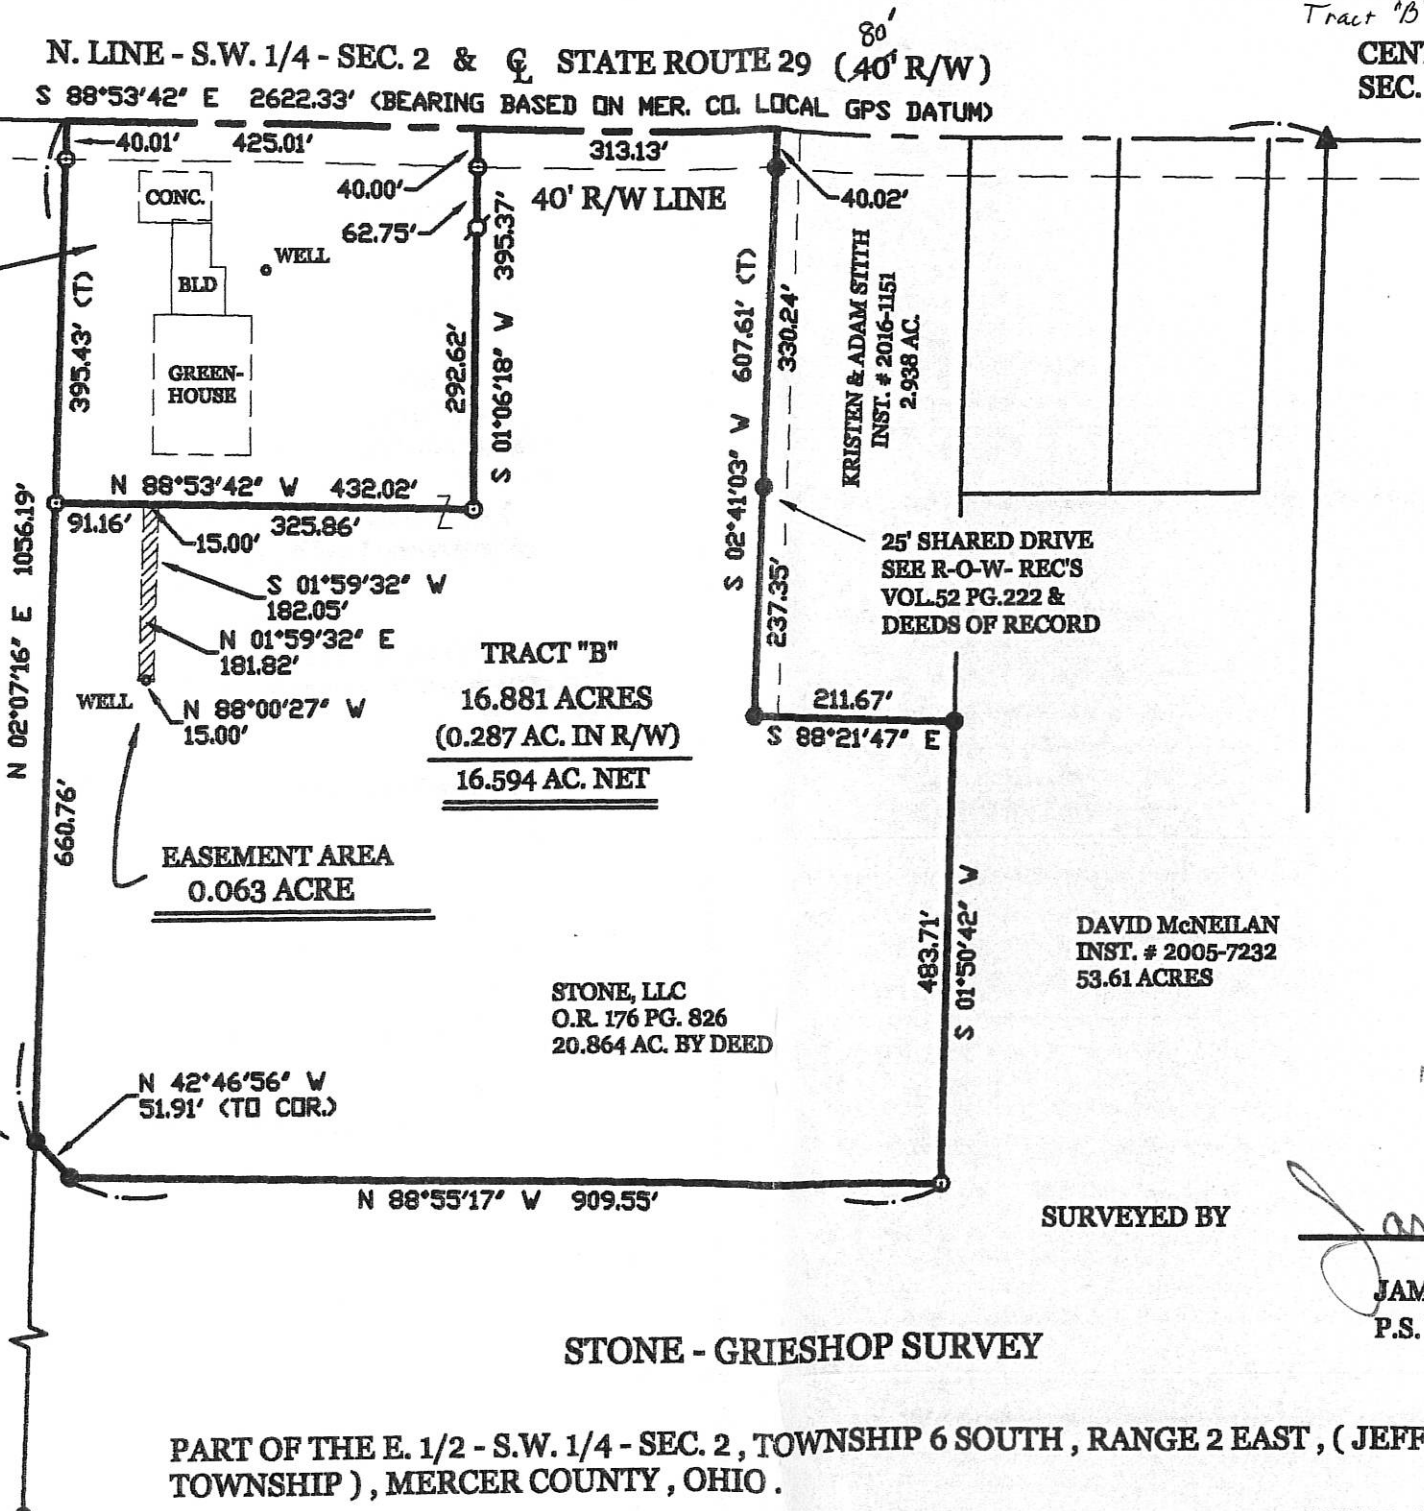 Tract "B
80'
N. LINE - S.W. 1/4 - SEC. 2 & ℄ STATE ROUTE 29 (40' R/W)
CENT
SEC.
S 88°53'42" E 2622.33' (BEARING BASED ON MER. CO. LOCAL GPS DATUM)
40.01'
425.01'
313.13'
40.00'
40' R/W LINE
40.02'
CONC.
62.75'
WELL
BLD
GREEN-
HOUSE
395.43' (T)
292.62'
S 01°06'18" W 395.37'
S 02°41'03" W 607.61' (T)
330.24'
KRISTEN & ADAM STITH
INST. # 2016-1151
2.938 AC.
N 88°53'42" W 432.02'
91.16'
15.00'
325.86'
S 01°59'32" W
182.05'
N 01°59'32" E
181.82'
WELL
N 88°00'27" W
15.00'
N 02°07'16" E 1056.19'
660.76'
25' SHARED DRIVE
SEE R-O-W- REC'S
VOL.52 PG.222 &
DEEDS OF RECORD
237.35'
TRACT "B"
16.881 ACRES
(0.287 AC. IN R/W)
16.594 AC. NET
211.67'
S 88°21'47" E
EASEMENT AREA
0.063 ACRE
483.71'
S 01°50'42" W
DAVID McNEILAN
INST. # 2005-7232
53.61 ACRES
STONE, LLC
O.R. 176 PG. 826
20.864 AC. BY DEED
N 42°46'56" W
51.91' (TO COR.)
N 88°55'17" W 909.55'
SURVEYED BY
JAM
P.S.
STONE - GRIESHOP SURVEY
PART OF THE E. 1/2 - S.W. 1/4 - SEC. 2 , TOWNSHIP 6 SOUTH , RANGE 2 EAST , ( JEFF
TOWNSHIP ) , MERCER COUNTY , OHIO .